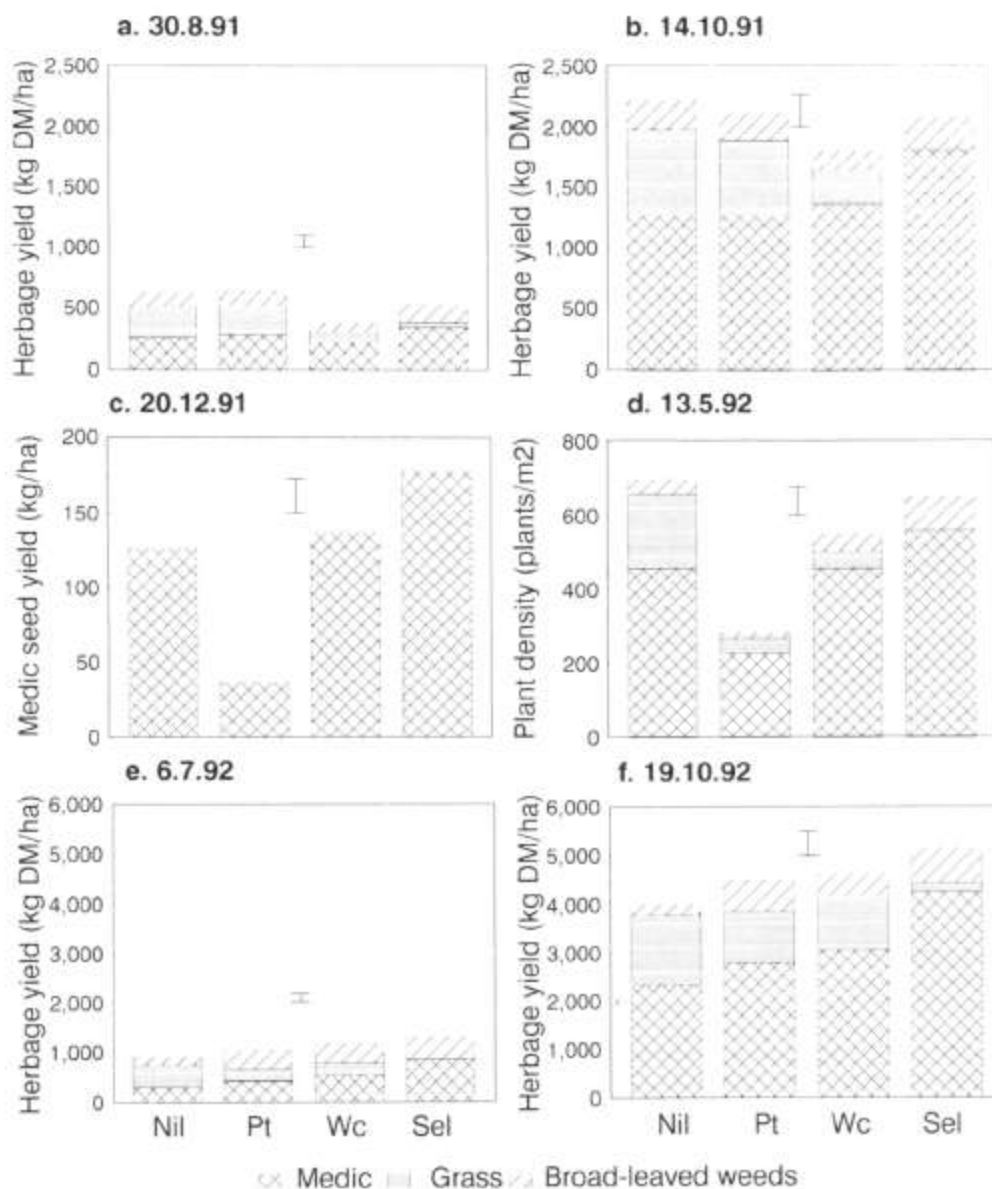 a. 30.8.91
Herbage yield (kg DM/ha)
2,500
2,000
1,500
1,000
500
0
b. 14.10.91
Herbage yield (kg DM/ha)
2,500
2,000
1,500
1,000
500
0
c. 20.12.91
Medic seed yield (kg/ha)
200
150
100
50
0
d. 13.5.92
Plant density (plants/m2)
800
600
400
200
0
e. 6.7.92
Herbage yield (kg DM/ha)
6,000
5,000
4,000
3,000
2,000
1,000
0
Nil Pt Wc Sel
f. 19.10.92
Herbage yield (kg DM/ha)
6,000
5,000
4,000
3,000
2,000
1,000
0
Nil Pt Wc Sel
Medic Grass Broad-leaved weeds